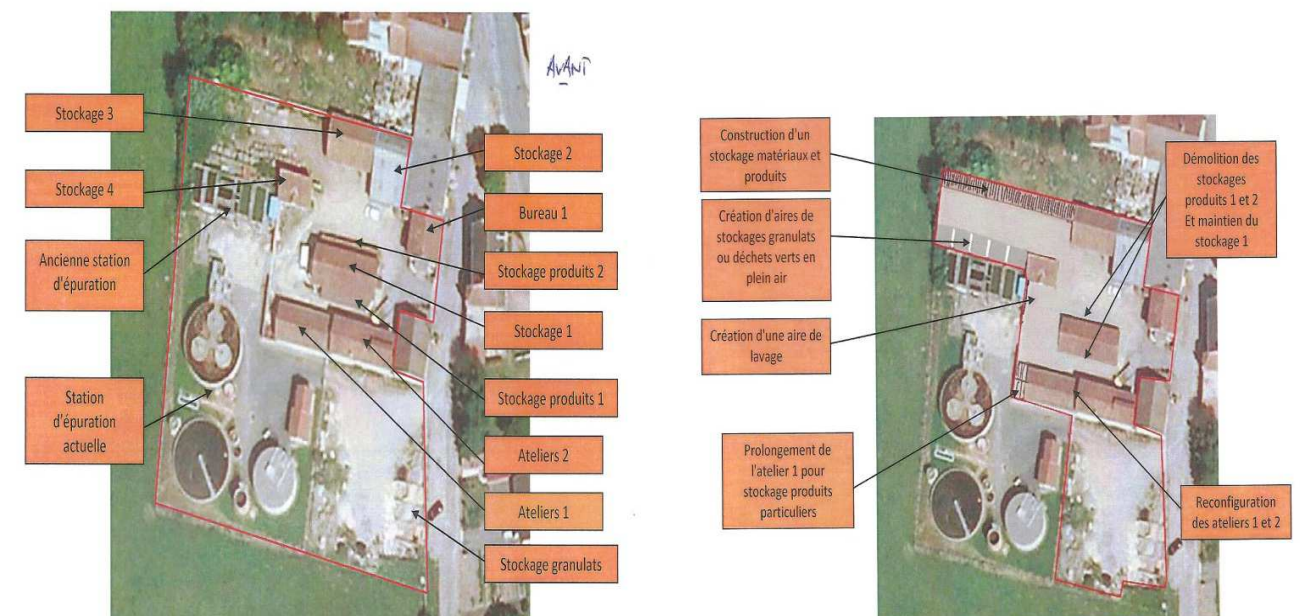 AVANT
Stockage 3
Stockage 4
Ancienne station
d'épuration
Station
d'épuration
actuelle
Stockage 2
Bureau 1
Stockage produits 2
Stockage 1
Stockage produits 1
Ateliers 2
Ateliers 1
Stockage granulats
Construction d'un
stockage matériaux et
produits
Création d'aires de
stockages granulats
ou déchets verts en
plein air
Création d'une aire de
lavage
Prolongement de
l'atelier 1 pour
stockage produits
particuliers
Démolition des
stockages
produits 1 et 2
Et maintien du
stockage 1
Reconfiguration
des ateliers 1 et 2